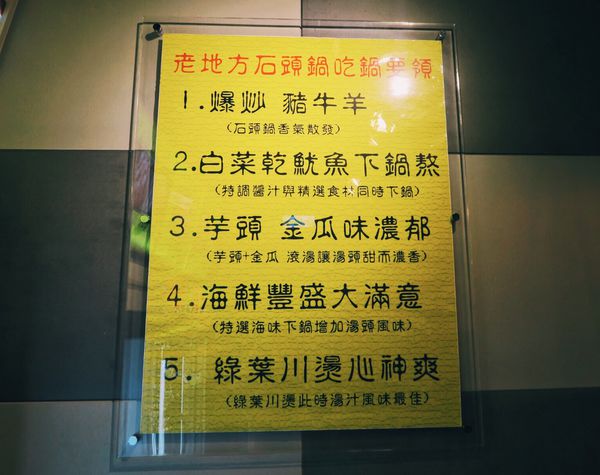 老地方石頭鍋吃鍋要領
1.爆炒 豬牛羊
（石頭鍋香氣散發）
2.白菜乾魷魚下鍋熬
（特調醬汁與精選食材同時下鍋）
3.芋頭 金瓜味濃郁
（芋頭+金瓜 滾湯讓湯頭甜而濃香）
4.海鮮豐盛大滿意
（特選海味下鍋增加湯頭風味）
5.綠葉川燙心神爽
（綠葉川燙此時湯汁風味最佳）